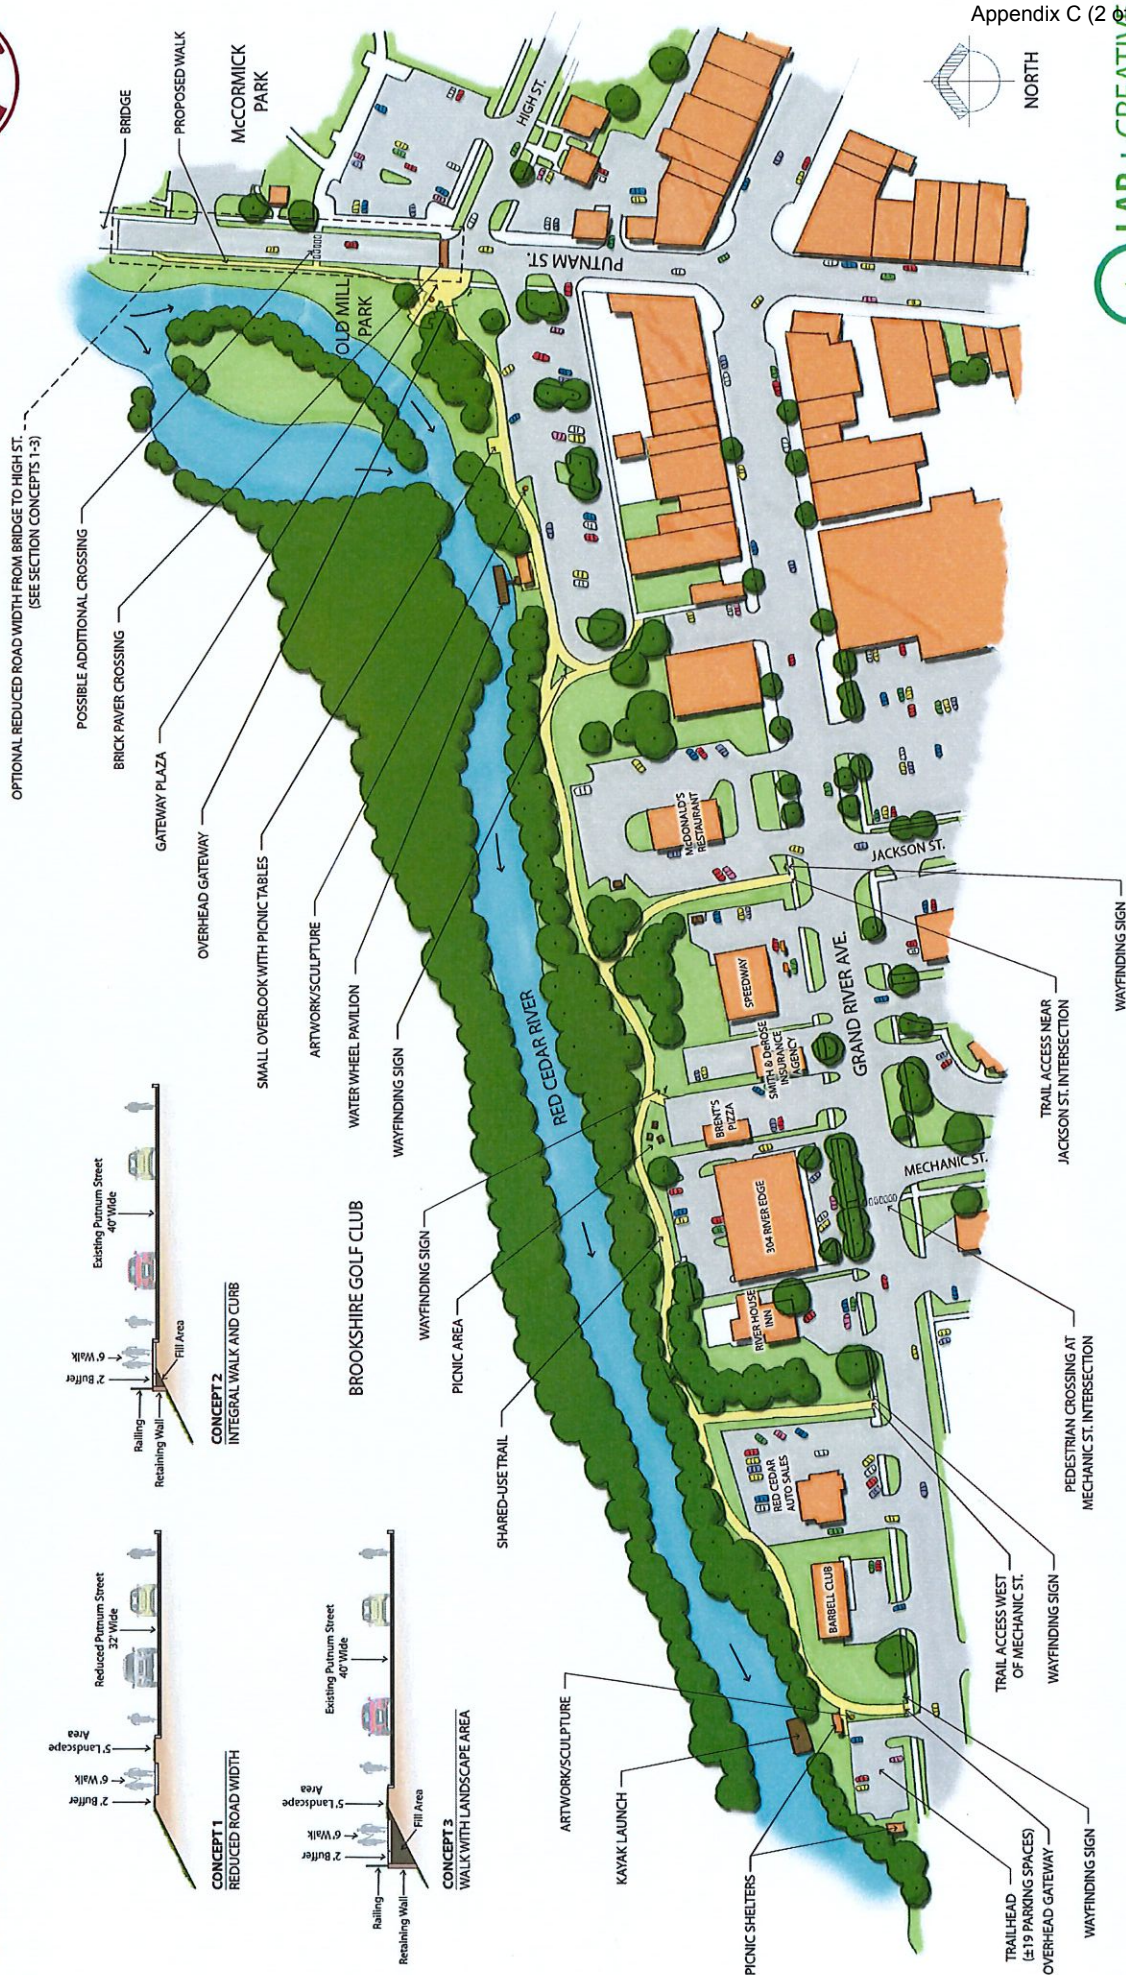 Appendix C (2 of
LAP
CREATIVE
NORTH
OPTIONAL REDUCED ROAD WIDTH FROM BRIDGE TO HIGH ST.
(SEE SECTION CONCEPTS 1-3)
BRIDGE
PROPOSED WALK
McCORMICK
PARK
POSSIBLE ADDITIONAL CROSSING
BRICK PAVER CROSSING
GATEWAY PLAZA
OVERHEAD GATEWAY
SMALL OVERLOOK WITH PICNIC TABLES
ARTWORK/SCULPTURE
WATER WHEEL PAVILION
WAYFINDING SIGN
OLD MILL
PARK
HIGH ST.
PUTNAM ST.
RED CEDAR RIVER
BROOKSHIRE GOLF CLUB
WAYFINDING SIGN
PICNIC AREA
SHARED-USE TRAIL
McDONALD'S
RESTAURANT
JACKSON ST.
SPEEDWAY
SMITH & DeROSE
INSURANCE
AGENCY
GRAND RIVER AVE.
BRENT'S
PIZZA
304 RIVER EDGE
MECHANIC ST.
RIVER HOUSE
INN
RED CEDAR
AUTO SALES
BARBELL CLUB
WAYFINDING SIGN
TRAIL ACCESS NEAR
JACKSON ST. INTERSECTION
PEDESTRIAN CROSSING AT
MECHANIC ST. INTERSECTION
TRAIL ACCESS WEST
OF MECHANIC ST.
WAYFINDING SIGN
ARTWORK/SCULPTURE
KAYAK LAUNCH
PICNIC SHELTERS
TRAILHEAD
(±19 PARKING SPACES)
OVERHEAD GATEWAY
WAYFINDING SIGN
2' Buffer
6' Walk
5' Landscape
Area
Reduced Putnum Street
32' Wide
CONCEPT 1
REDUCED ROAD WIDTH
Railing
Retaining Wall
2' Buffer
6' Walk
Fill Area
Existing Putnum Street
40' Wide
CONCEPT 2
INTEGRAL WALK AND CURB
Railing
Retaining Wall
2' Buffer
6' Walk
5' Landscape
Area
Fill Area
Existing Putnum Street
40' Wide
CONCEPT 3
WALK WITH LANDSCAPE AREA